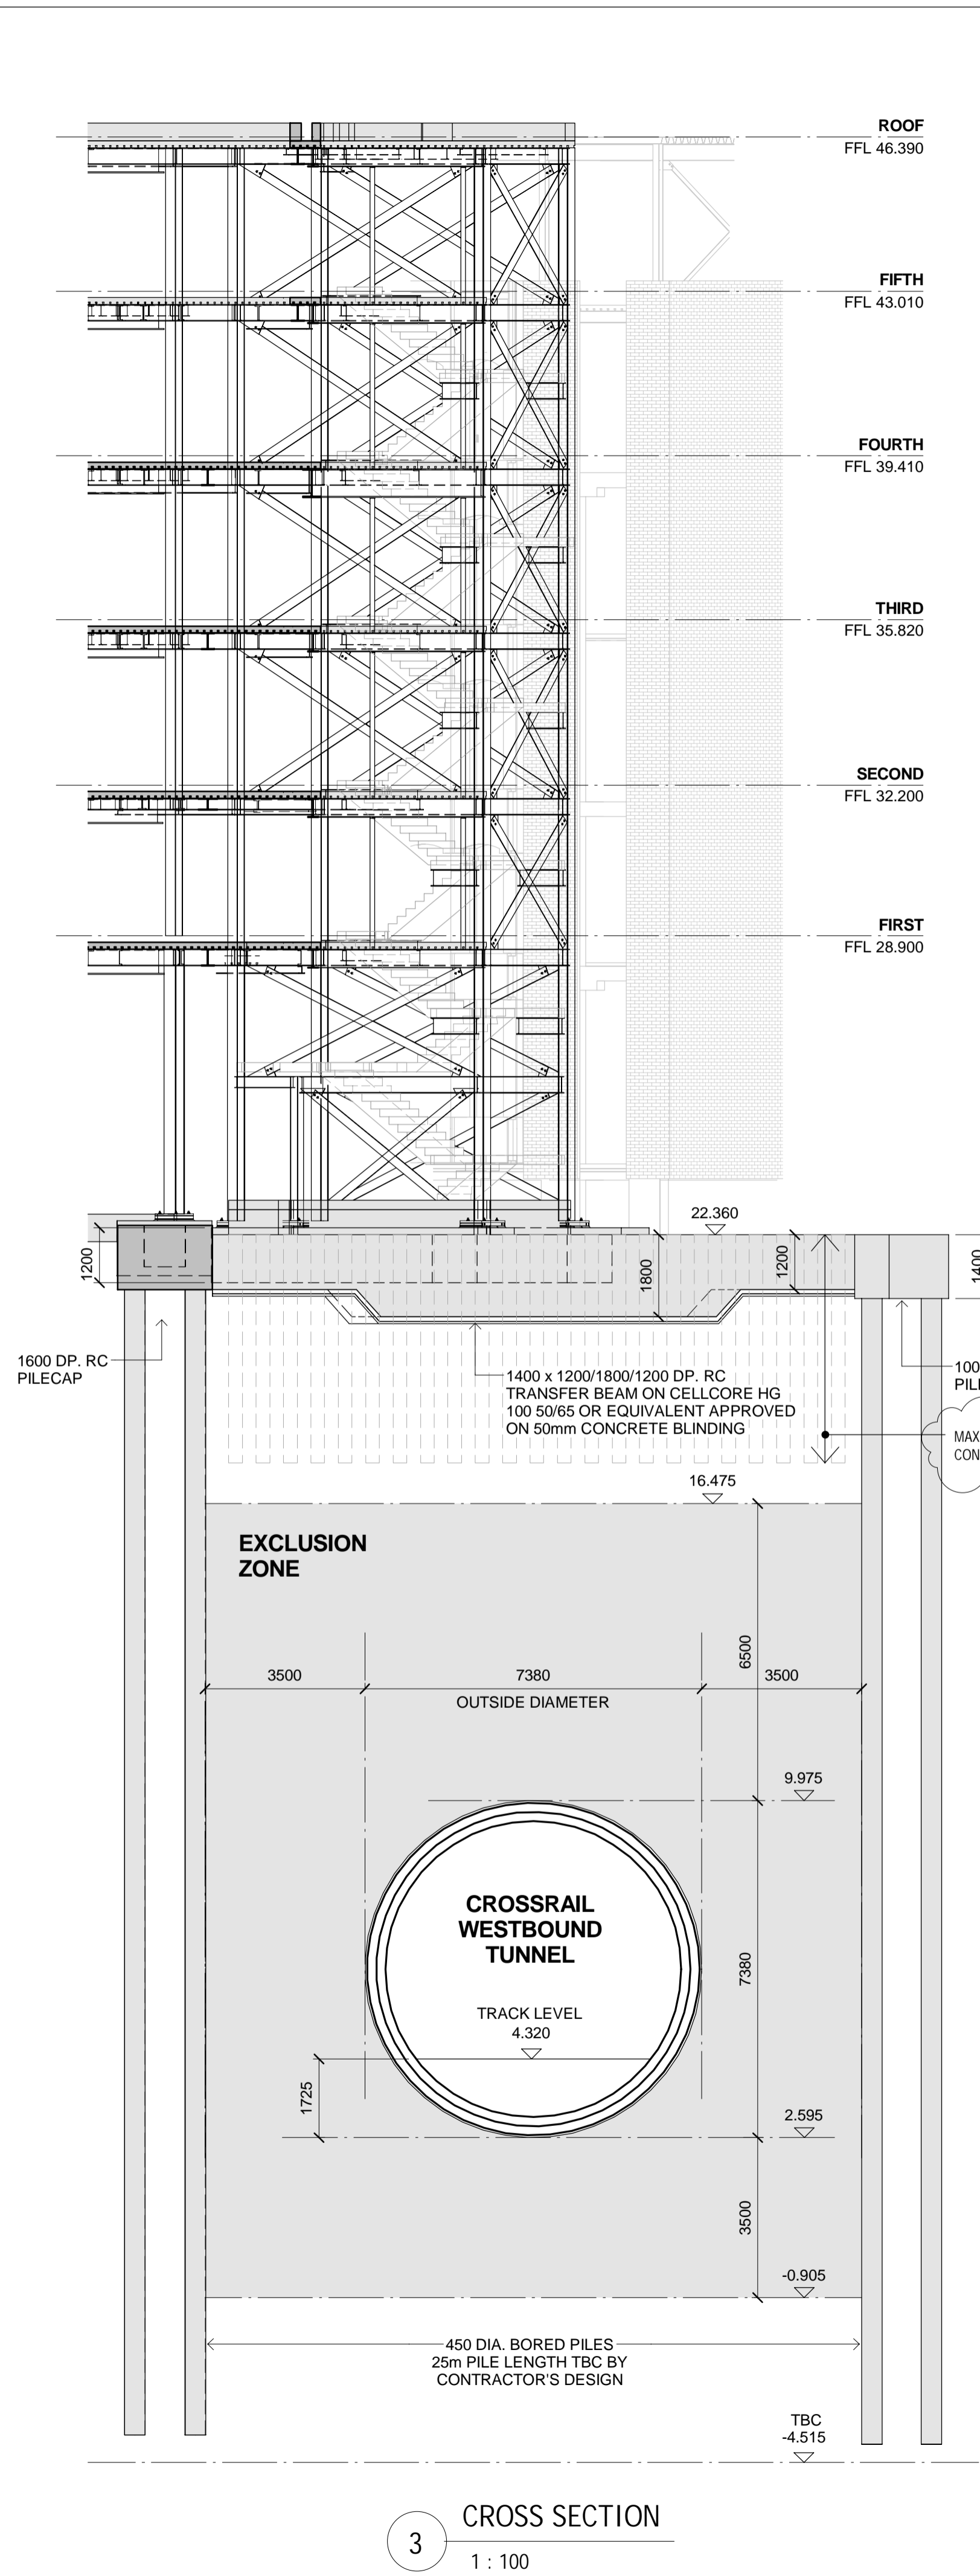 ROOF
FFL 46.390
FIFTH
FFL 43.010
FOURTH
FFL 39.410
THIRD
FFL 35.820
SECOND
FFL 32.200
FIRST
FFL 28.900
22.360
1200
1800
1200
1400
1600 DP. RC
PILECAP
1400 x 1200/1800/1200 DP. RC
TRANSFER BEAM ON CELLCORE HG
100 50/65 OR EQUIVALENT APPROVED
ON 50mm CONCRETE BLINDING
100
PIL
MAX
CON
16.475
EXCLUSION
ZONE
6500
3500
7380
3500
OUTSIDE DIAMETER
9.975
CROSSRAIL
WESTBOUND
TUNNEL
7380
TRACK LEVEL
4.320
1725
2.595
3500
-0.905
450 DIA. BORED PILES
25m PILE LENGTH TBC BY
CONTRACTOR'S DESIGN
TBC
-4.515
3
CROSS SECTION
1 : 100